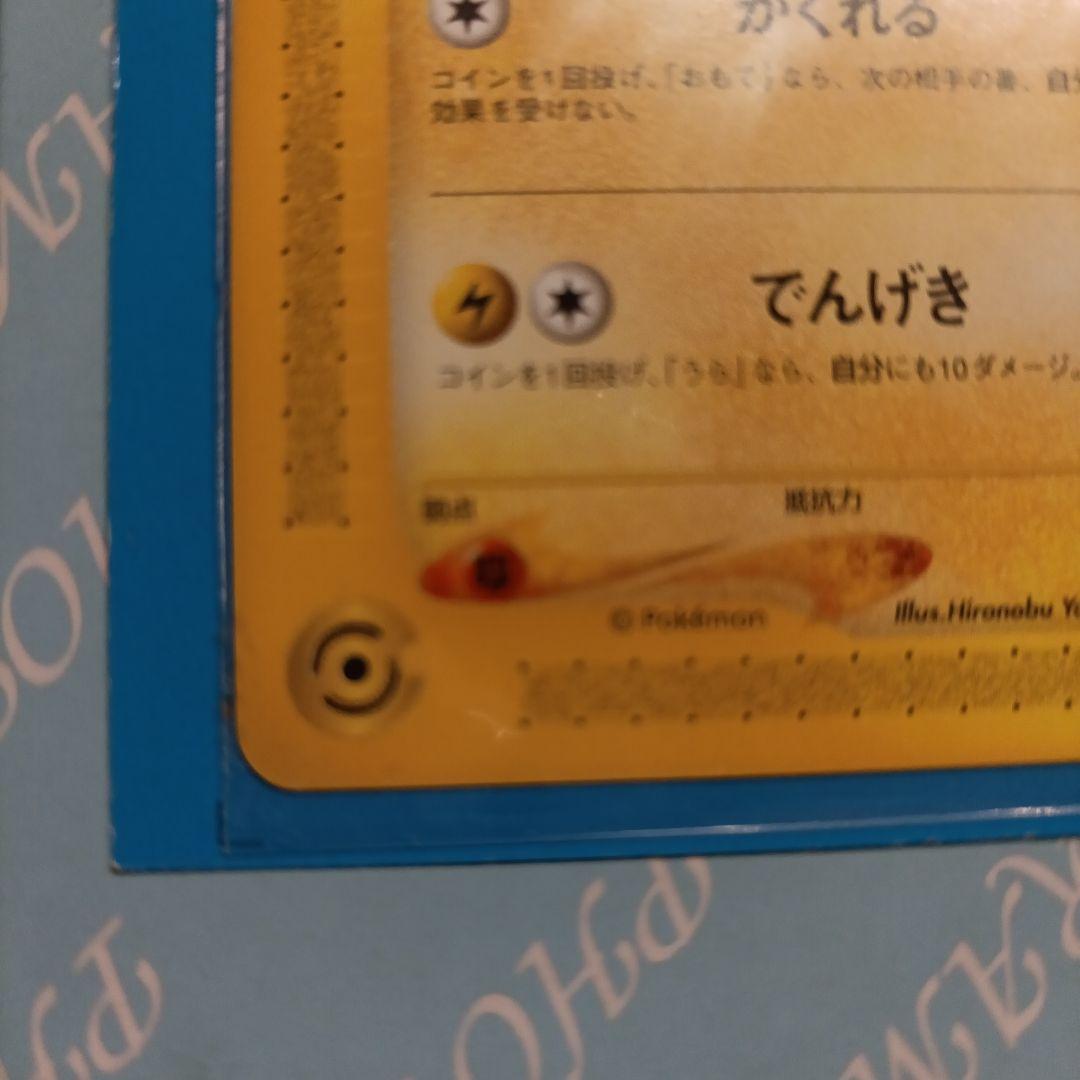 かくれる
コインを1回投げ、「おもて」なら、次の相手の番、自分
効果を受けない。
でんげき
コインを1回投げ、「うら」なら、自分にも10ダメージ。
弱点 抵抗力
© Pokémon
Illus.Hironobu Yo
PHO